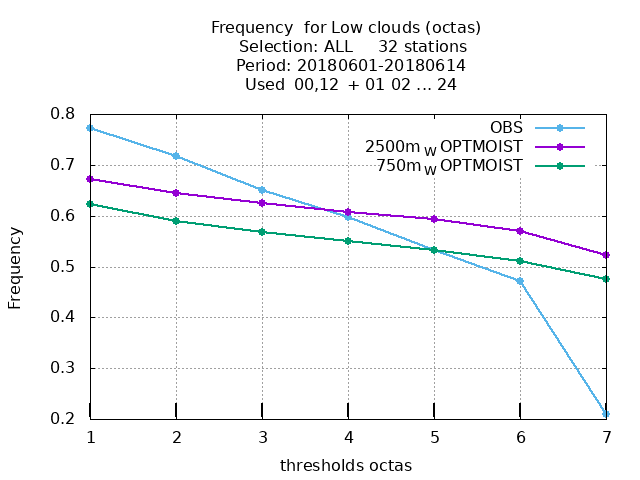 Frequency for Low clouds (octas)
Selection: ALL 32 stations
Period: 20180601-20180614
Used 00,12 + 01 02 ... 24
OBS
2500m_W OPTMOIST
750m_W OPTMOIST
0.8
0.7
0.6
0.5
0.4
0.3
0.2
Frequency
1 2 3 4 5 6 7
thresholds octas